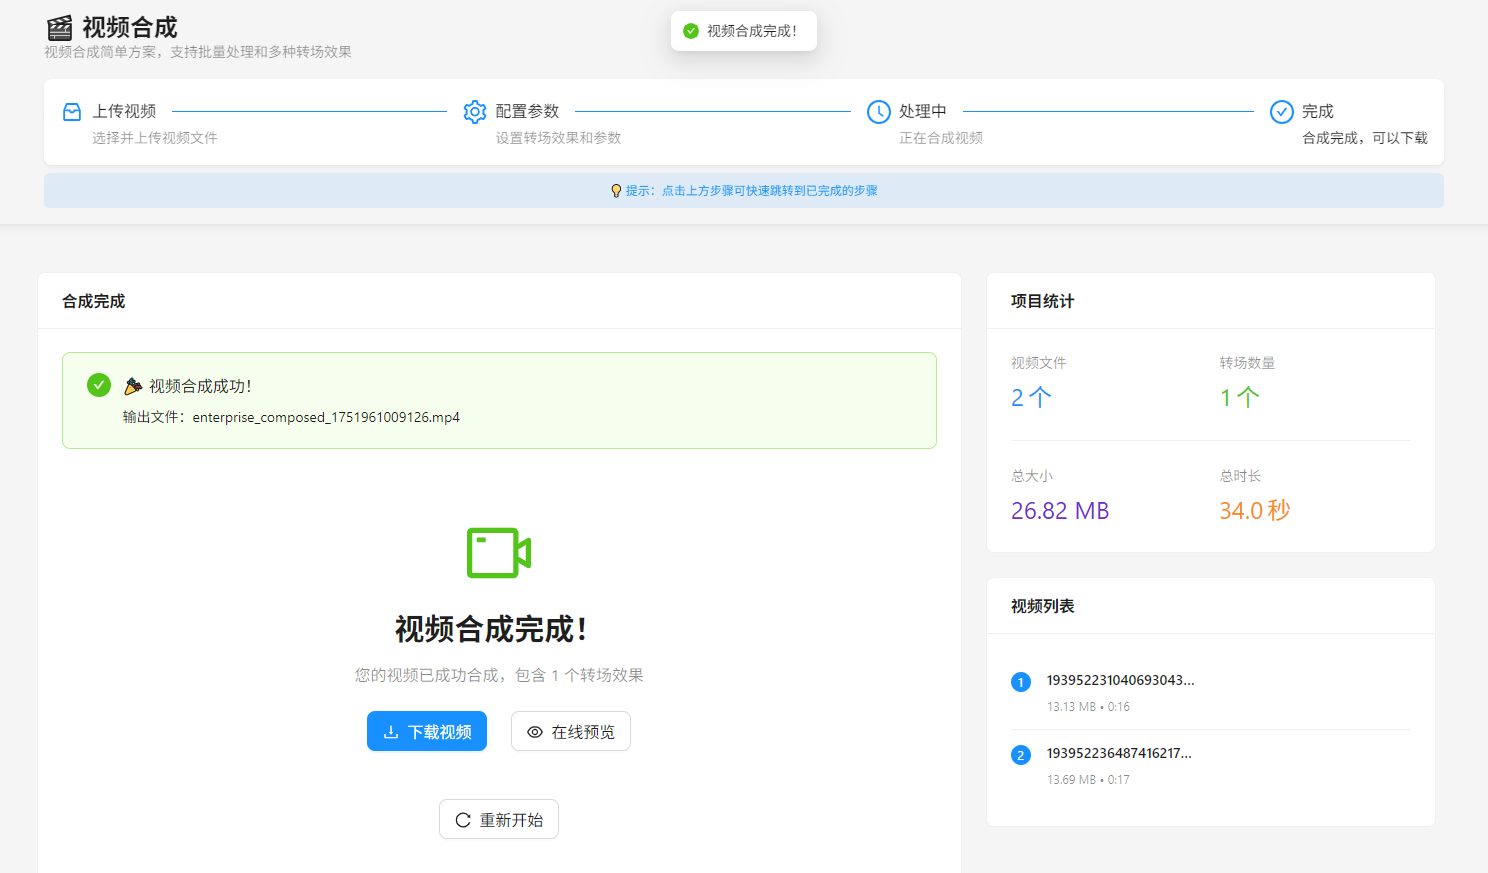 视频合成
视频合成简单方案，支持批量处理和多种转场效果
视频合成完成！
上传视频
选择并上传视频文件
配置参数
设置转场效果和参数
处理中
正在合成视频
完成
合成完成，可以下载
提示：点击上方步骤可快速跳转到已完成的步骤
合成完成
视频合成成功！
输出文件：enterprise_composed_1751961009126.mp4
视频合成完成！
您的视频已成功合成，包含 1 个转场效果
下载视频
在线预览
重新开始
项目统计
视频文件
2 个
转场数量
1 个
总大小
26.82 MB
总时长
34.0 秒
视频列表
1
193952231040693043...
13.13 MB • 0:16
2
193952236487416217...
13.69 MB • 0:17